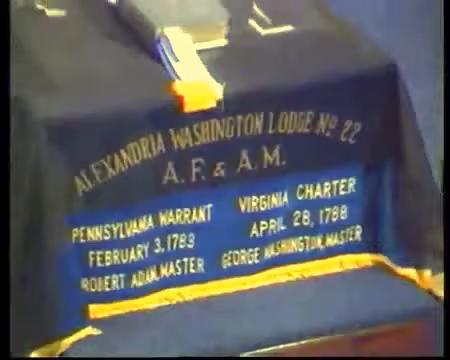 ALEXANDRIA WASHINGTON LODGE No. 22
A. F. & A. M.
PENNSYLVANIA WARRANT
FEBRUARY 3, 1783
ROBERT ADAM, MASTER
VIRGINIA CHARTER
APRIL 28, 1788
GEORGE WASHINGTON, MASTER